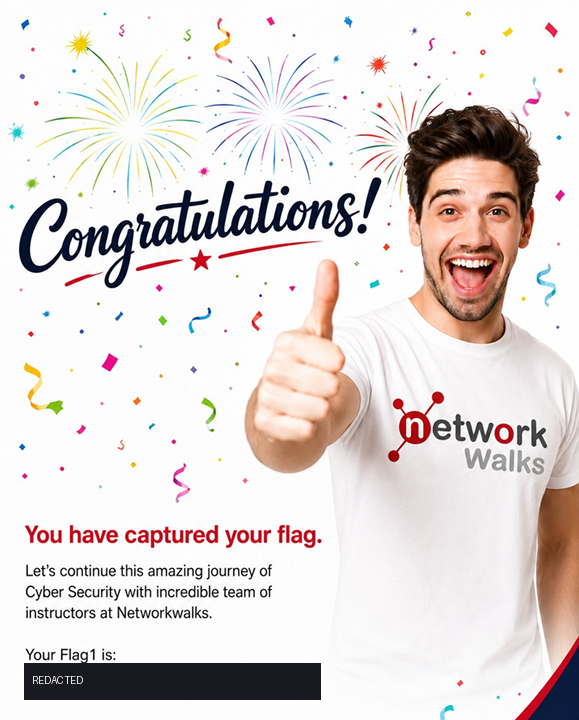 Congratulations!
network
Walks
You have captured your flag.
Let's continue this amazing journey of
Cyber Security with incredible team of
instructors at Networkwalks.
Your Flag1 is:
REDACTED